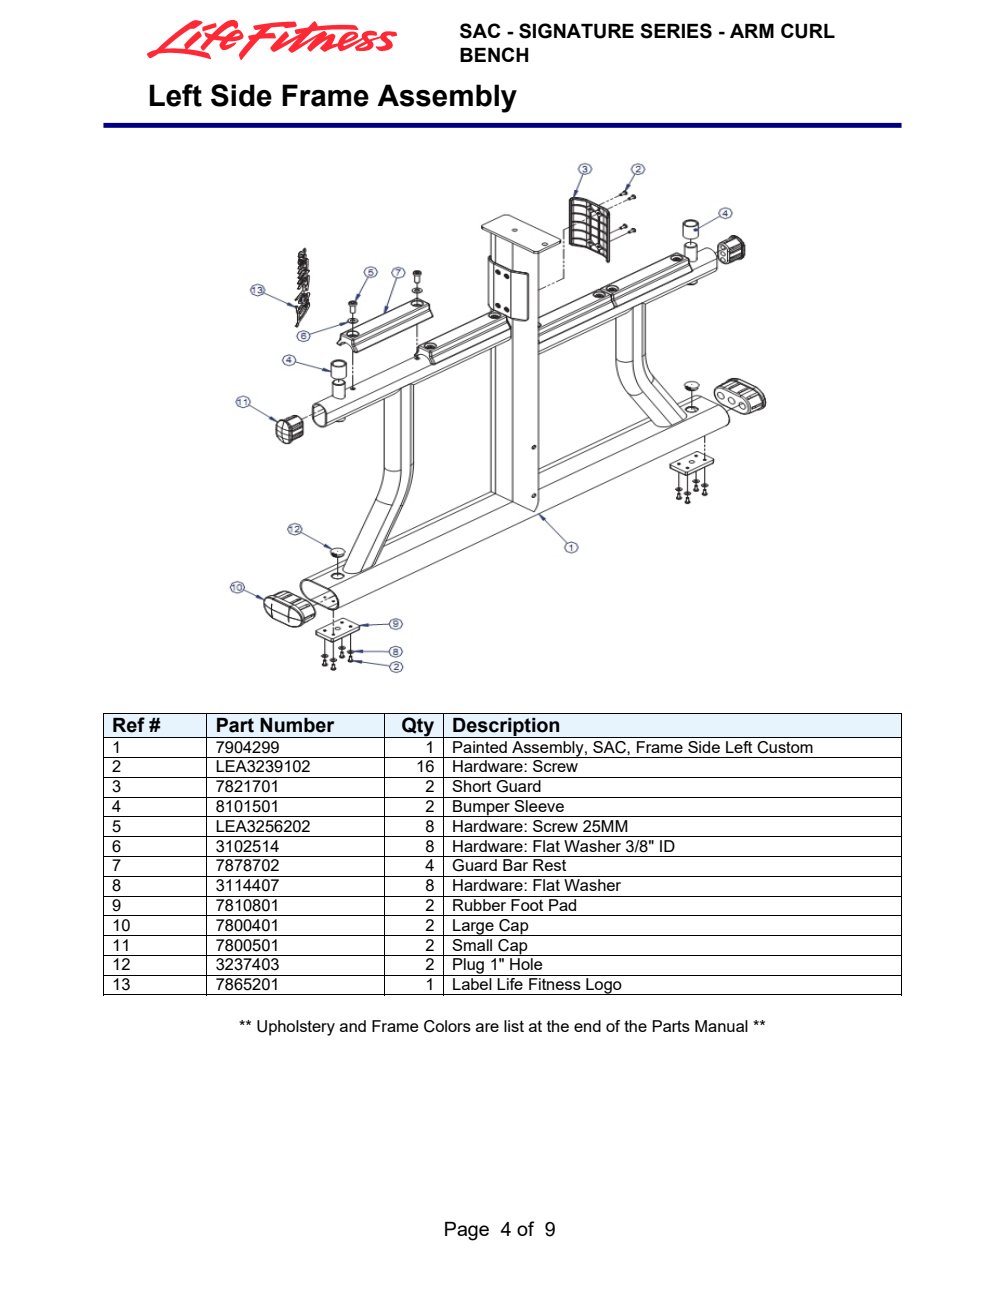 Life Fitness
SAC - SIGNATURE SERIES - ARM CURL
BENCH
Left Side Frame Assembly
3 2
4
5 7
13
6
4
11
12
1
10
9
8
2
Ref # Part Number Qty Description
1 7904299 1 Painted Assembly, SAC, Frame Side Left Custom
2 LEA3239102 16 Hardware: Screw
3 7821701 2 Short Guard
4 8101501 2 Bumper Sleeve
5 LEA3256202 8 Hardware: Screw 25MM
6 3102514 8 Hardware: Flat Washer 3/8" ID
7 7878702 4 Guard Bar Rest
8 3114407 8 Hardware: Flat Washer
9 7810801 2 Rubber Foot Pad
10 7800401 2 Large Cap
11 7800501 2 Small Cap
12 3237403 2 Plug 1" Hole
13 7865201 1 Label Life Fitness Logo
** Upholstery and Frame Colors are list at the end of the Parts Manual **
Page 4 of 9